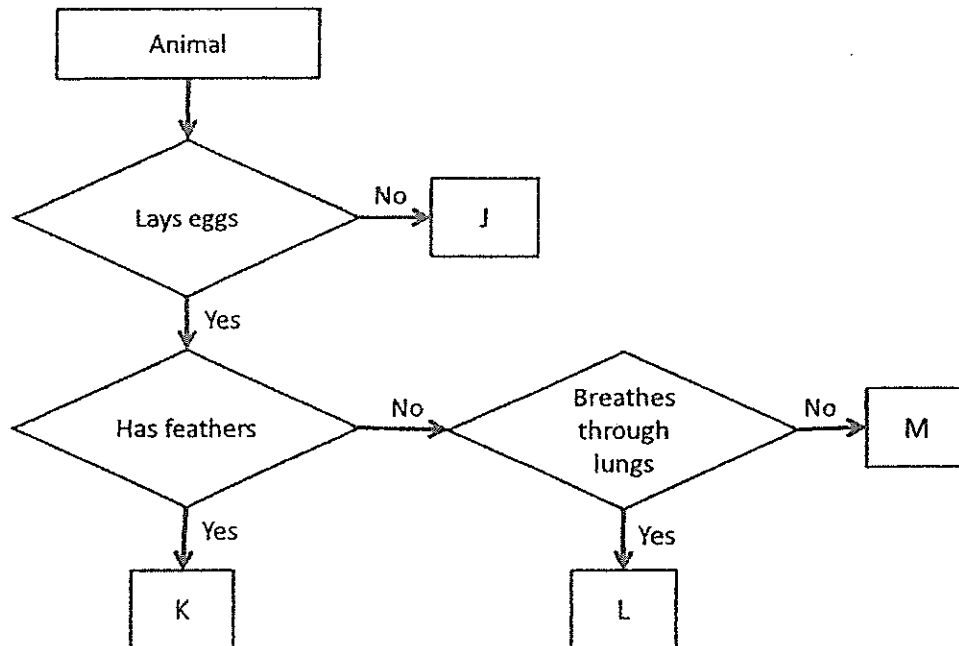 Animal
Lays eggs
No
J
Yes
Has feathers
No
Breathes
through
lungs
No
M
Yes
K
Yes
L